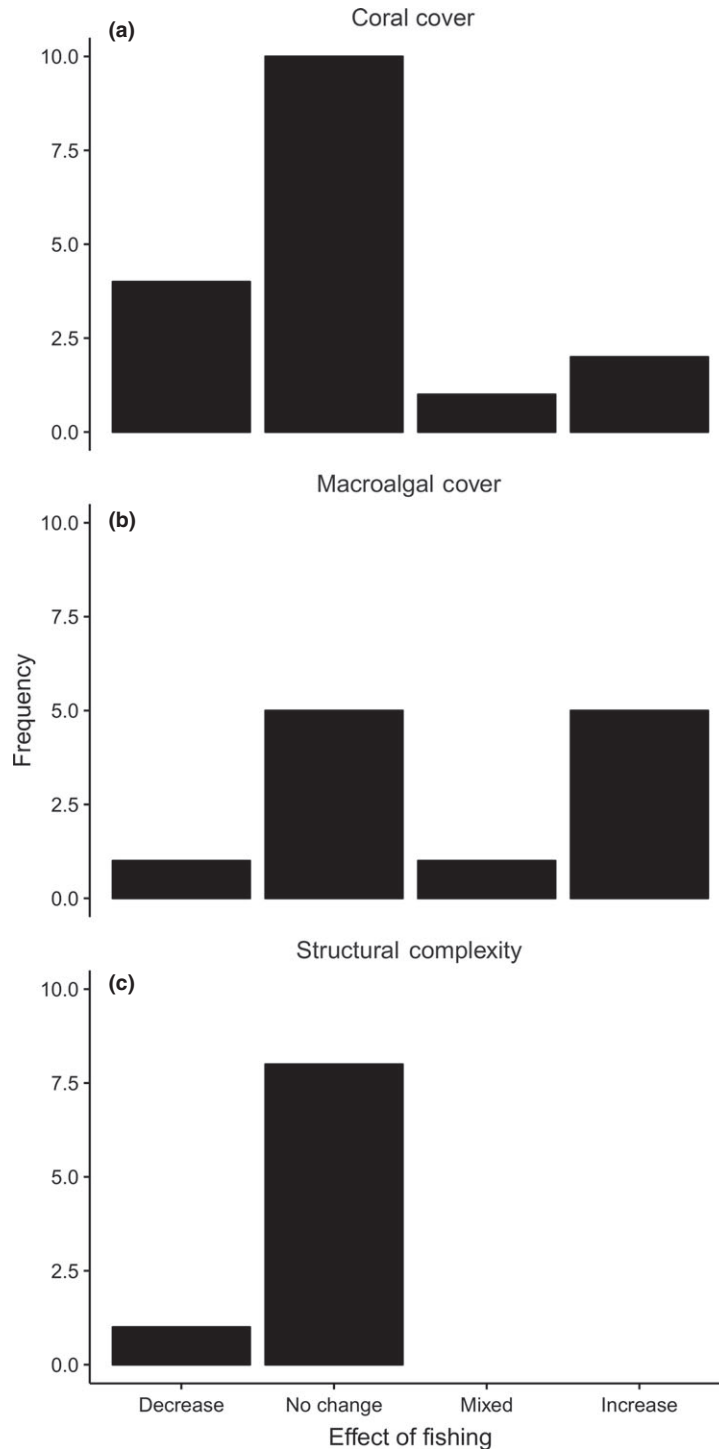 Coral cover
(a)
10.0
7.5
5.0
2.5
0.0
Macroalgal cover
(b)
10.0
7.5
5.0
2.5
0.0
Frequency
Structural complexity
(c)
10.0
7.5
5.0
2.5
0.0
Decrease No change Mixed Increase
Effect of fishing